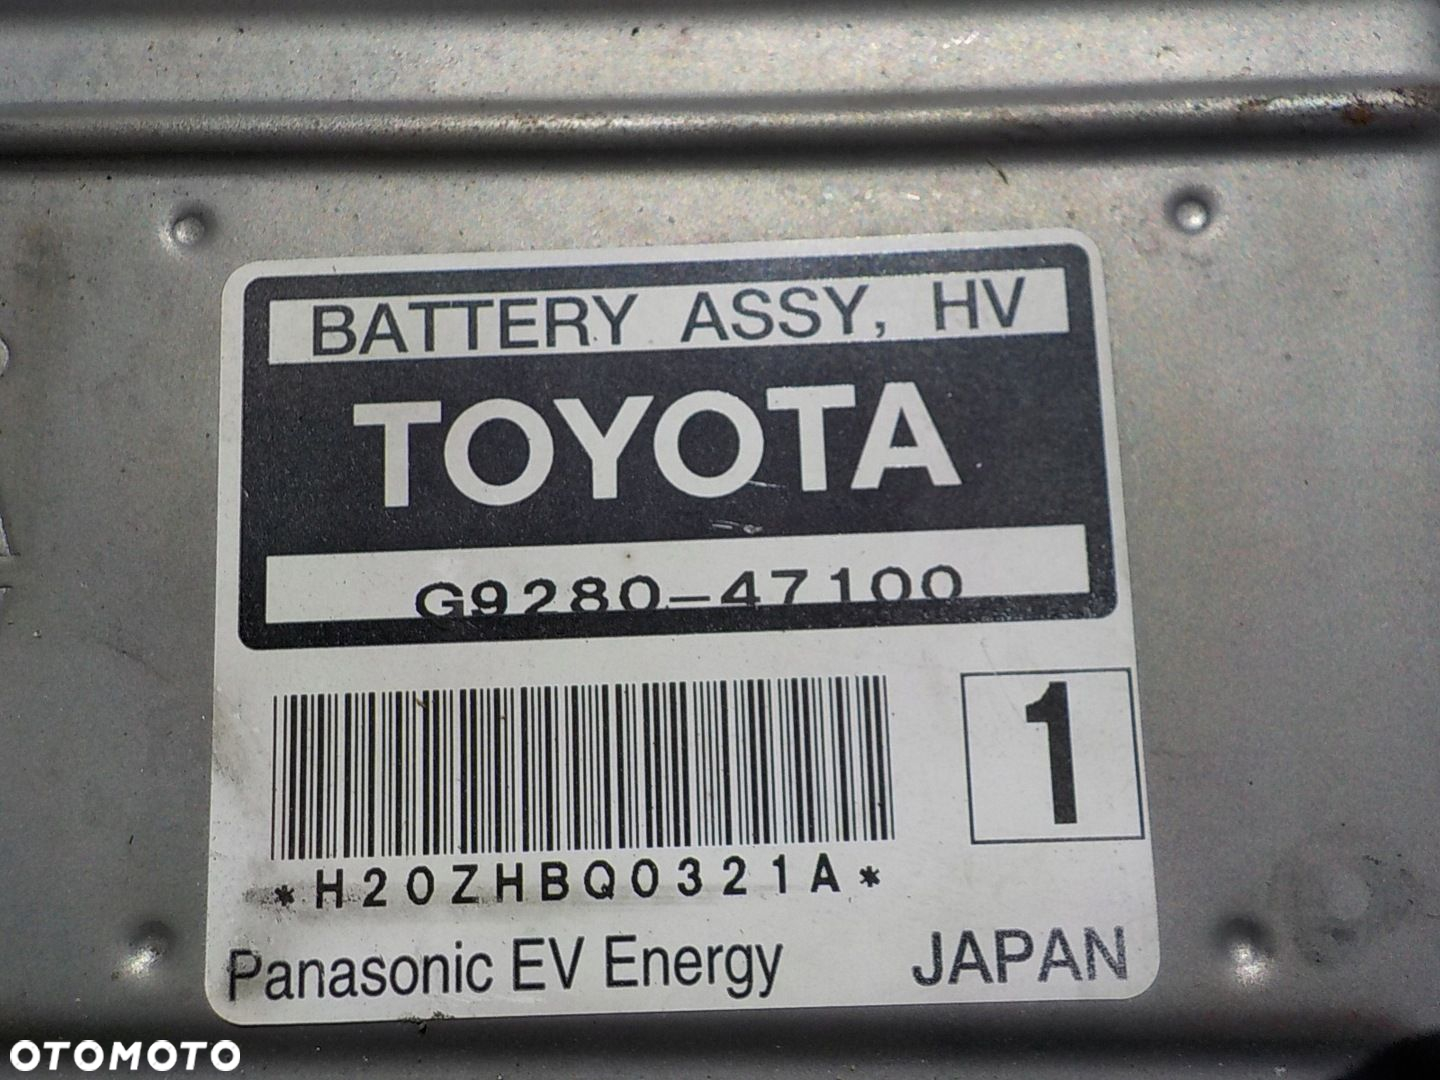 BATTERY ASSY, HV
TOYOTA
G9280-47100
1
*H20ZHBQ0321A*
Panasonic EV Energy
JAPAN
OTOMOTO